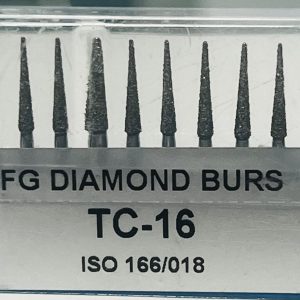 FG DIAMOND BURS
TC-16
ISO 166/018